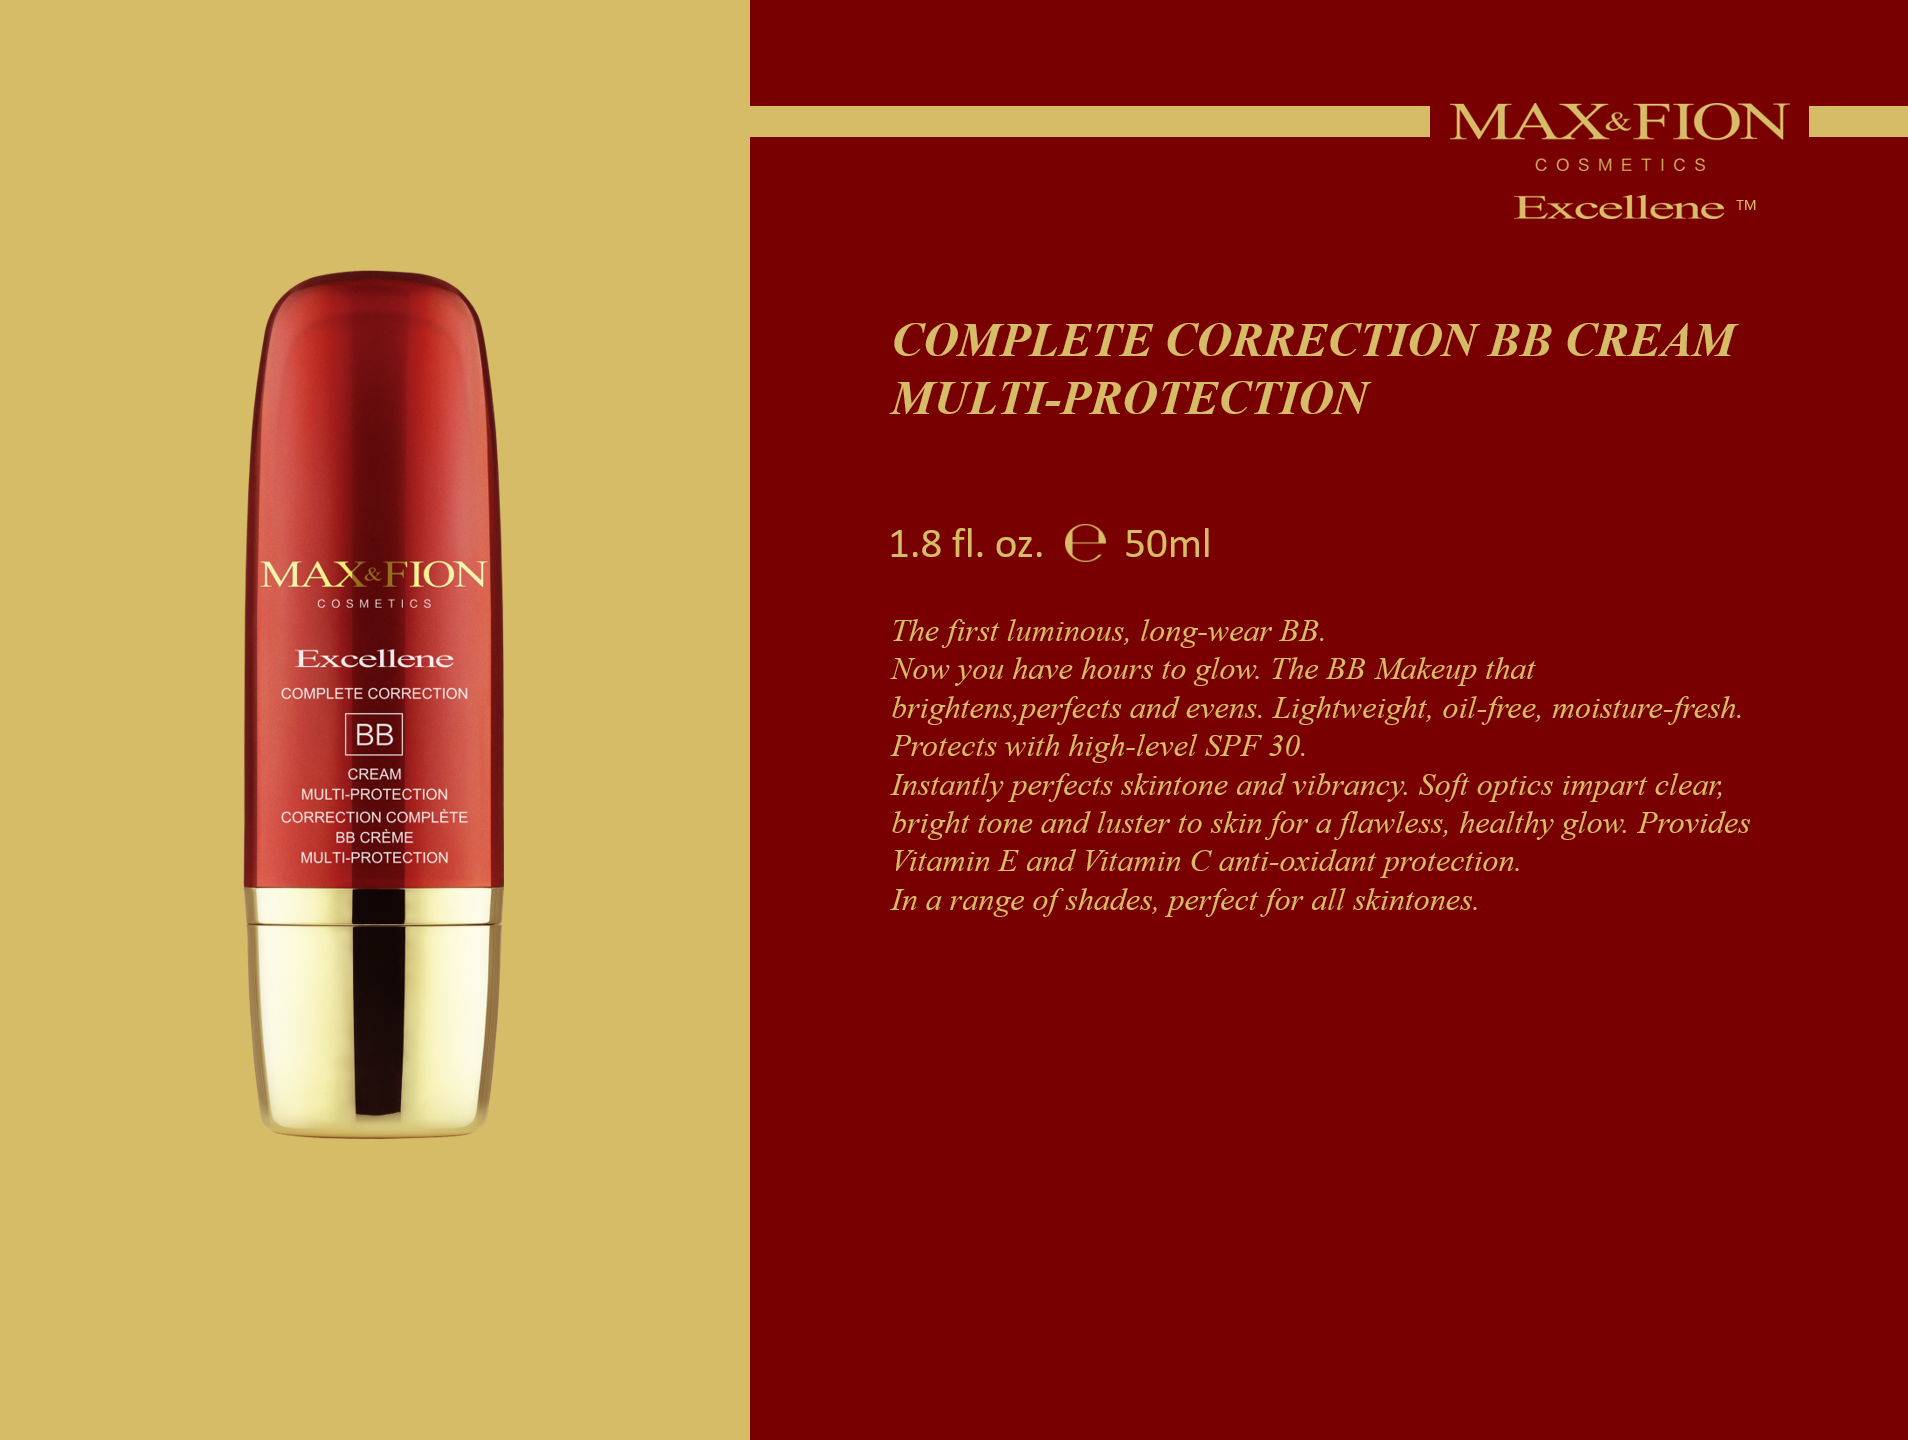 MAX&FION
COSMETICS
Excellene ™
COMPLETE CORRECTION BB CREAM
MULTI-PROTECTION
1.8 fl. oz. ℮ 50ml
The first luminous, long-wear BB.
Now you have hours to glow. The BB Makeup that
brightens,perfects and evens. Lightweight, oil-free, moisture-fresh.
Protects with high-level SPF 30.
Instantly perfects skintone and vibrancy. Soft optics impart clear,
bright tone and luster to skin for a flawless, healthy glow. Provides
Vitamin E and Vitamin C anti-oxidant protection.
In a range of shades, perfect for all skintones.
MAX&FION
COSMETICS
Excellene
COMPLETE CORRECTION
BB
CREAM
MULTI-PROTECTION
CORRECTION COMPLÈTE
BB CRÈME
MULTI-PROTECTION